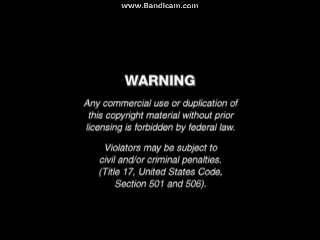 www.Bandicam.com
WARNING
Any commercial use or duplication of
this copyright material without prior
licensing is forbidden by federal law.
Violators may be subject to
civil and/or criminal penalties.
(Title 17, United States Code,
Section 501 and 506).